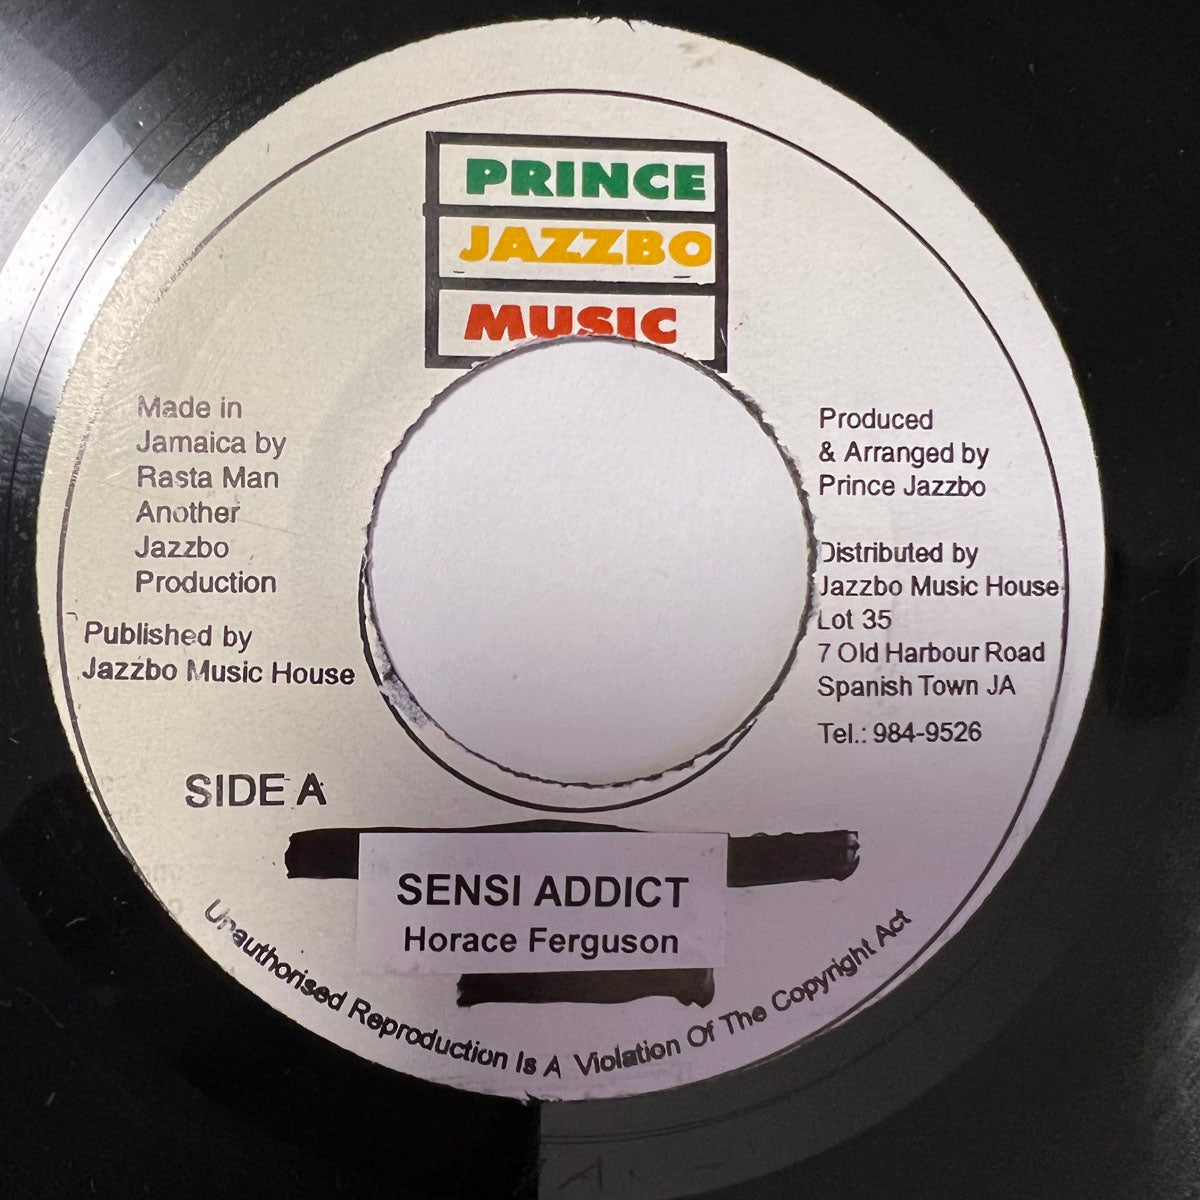 PRINCE
JAZZBO
MUSIC
Made in
Jamaica by
Rasta Man
Another
Jazzbo
Production
Published by
Jazzbo Music House
Produced
& Arranged by
Prince Jazzbo
Distributed by
Jazzbo Music House
Lot 35
7 Old Harbour Road
Spanish Town JA
Tel.: 984-9526
SIDE A
SENSI ADDICT
Horace Ferguson
Unauthorised Reproduction Is A Violation Of The Copyright Act